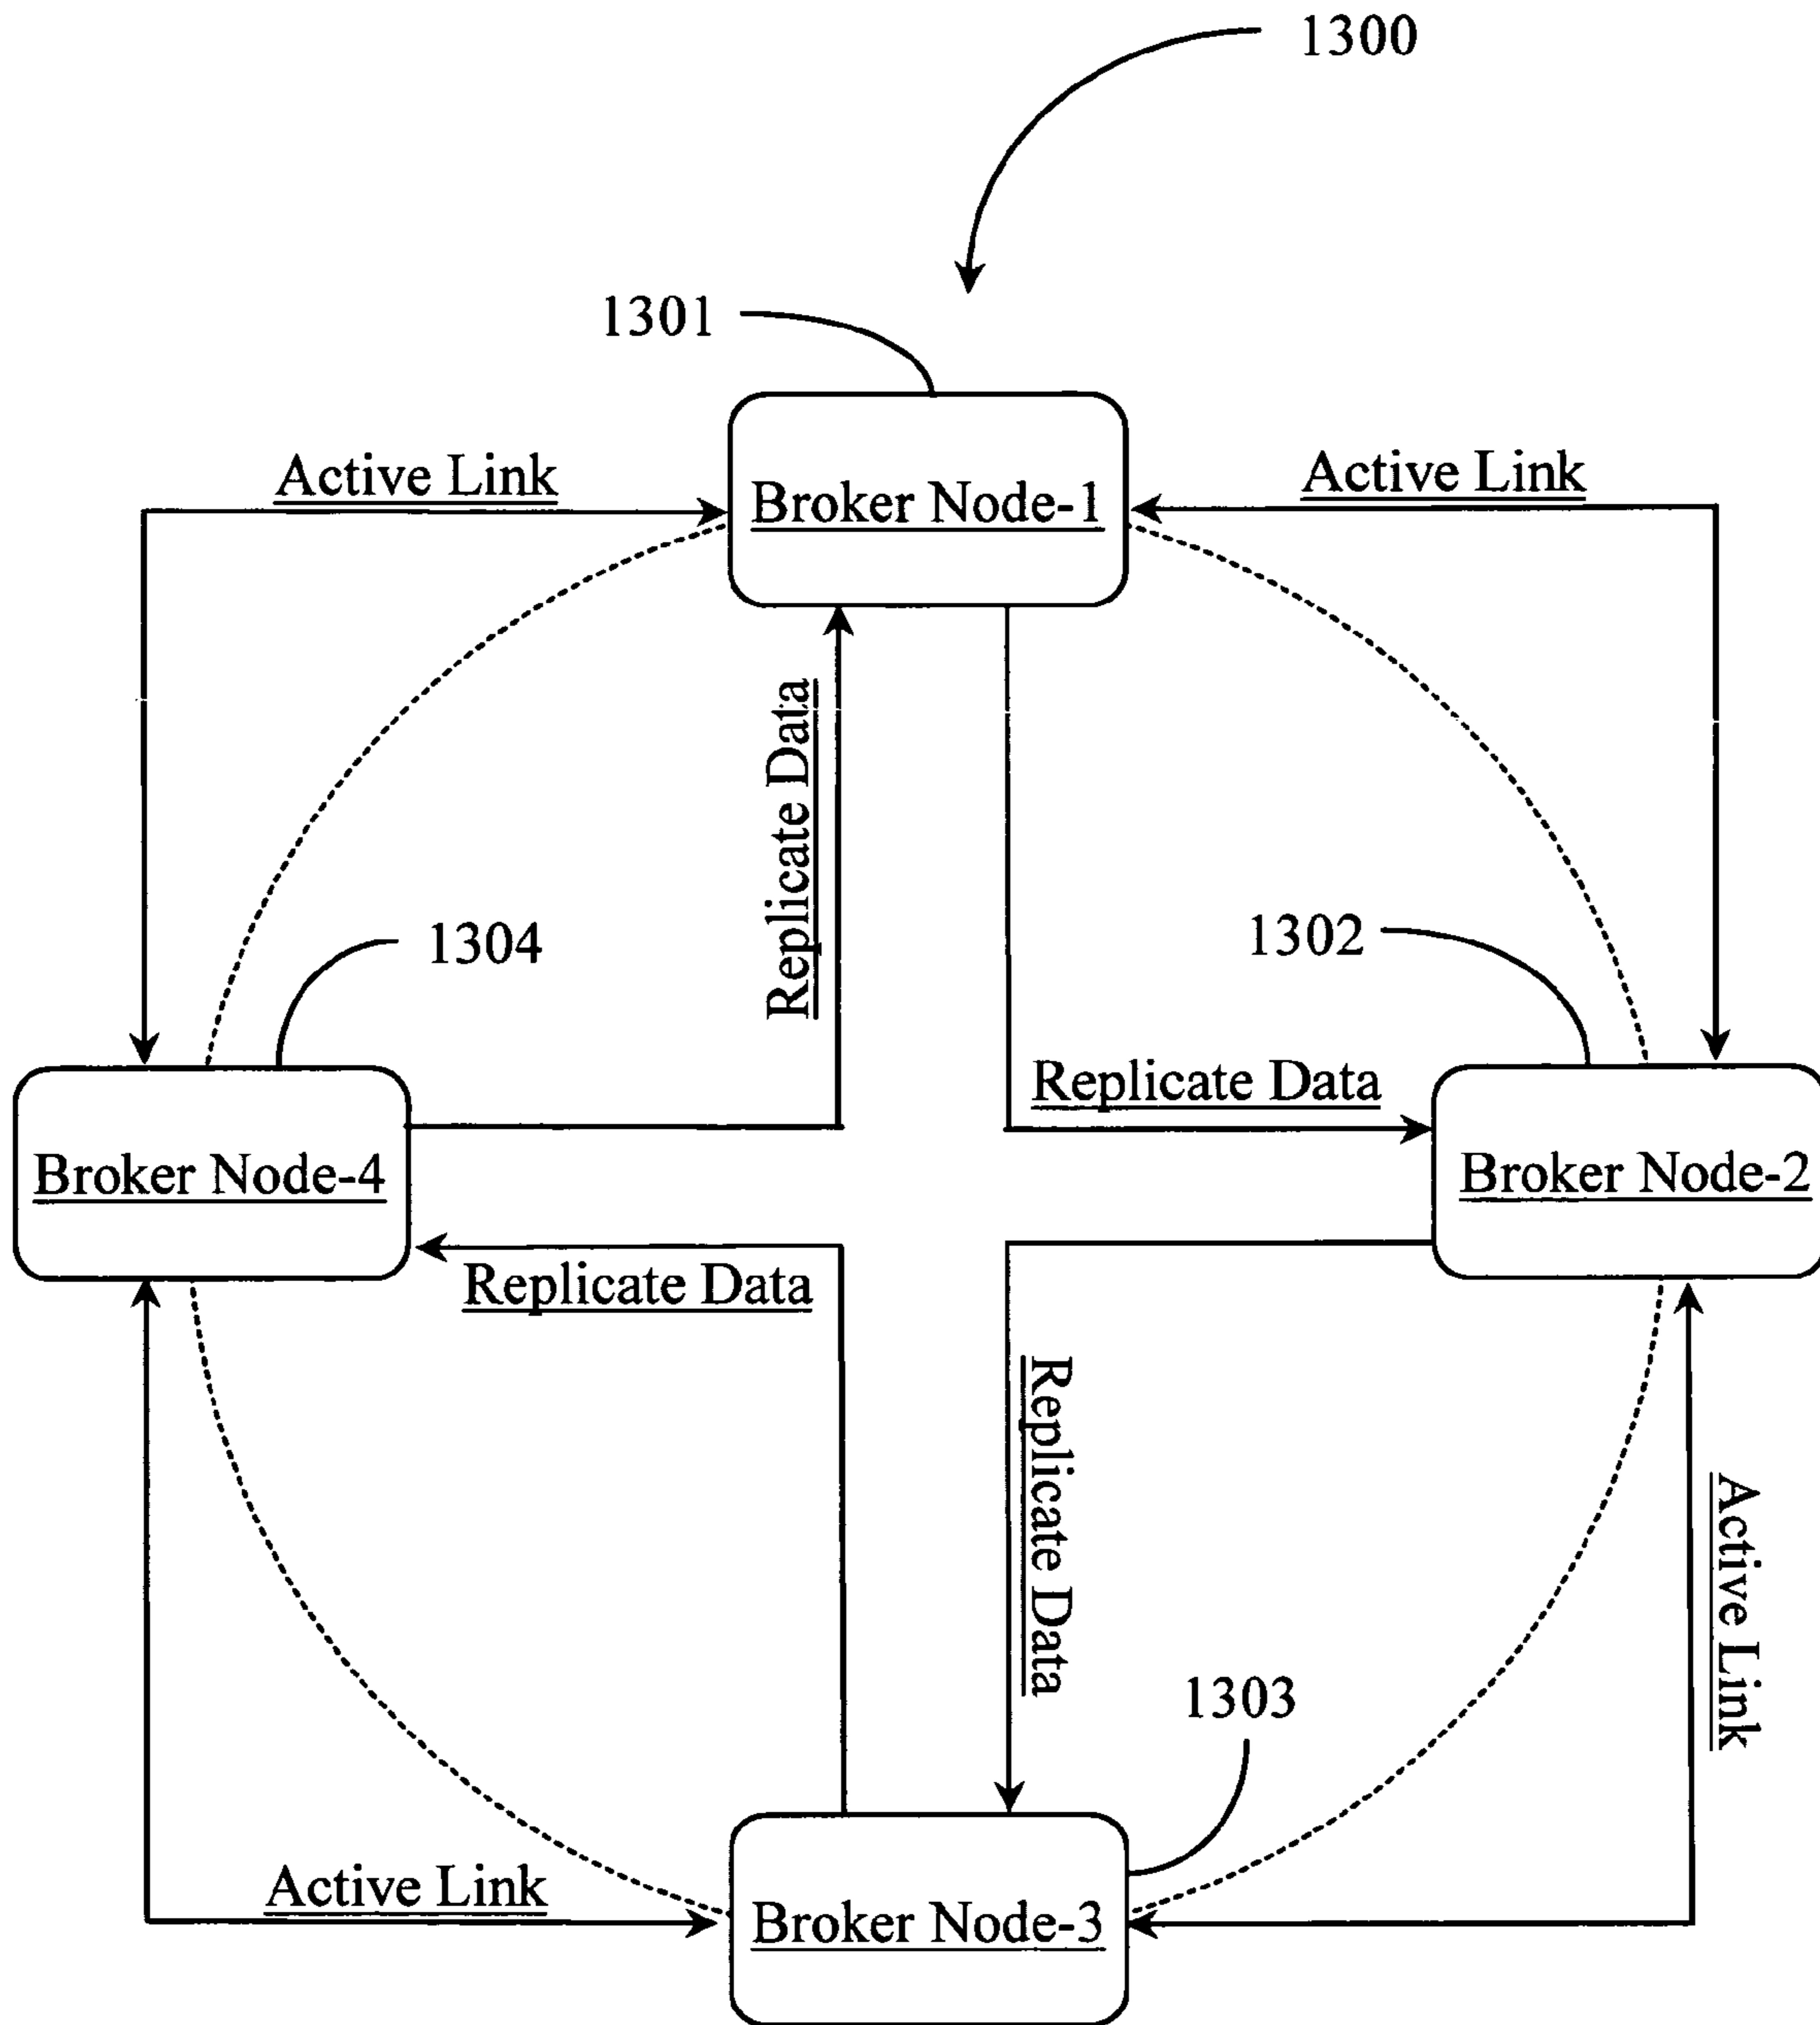 1300
1301
Active Link
Active Link
Broker Node-1
Replicate Data
1304
1302
Replicate Data
Broker Node-4
Broker Node-2
Replicate Data
Replicate Data
Active Link
1303
Active Link
Broker Node-3